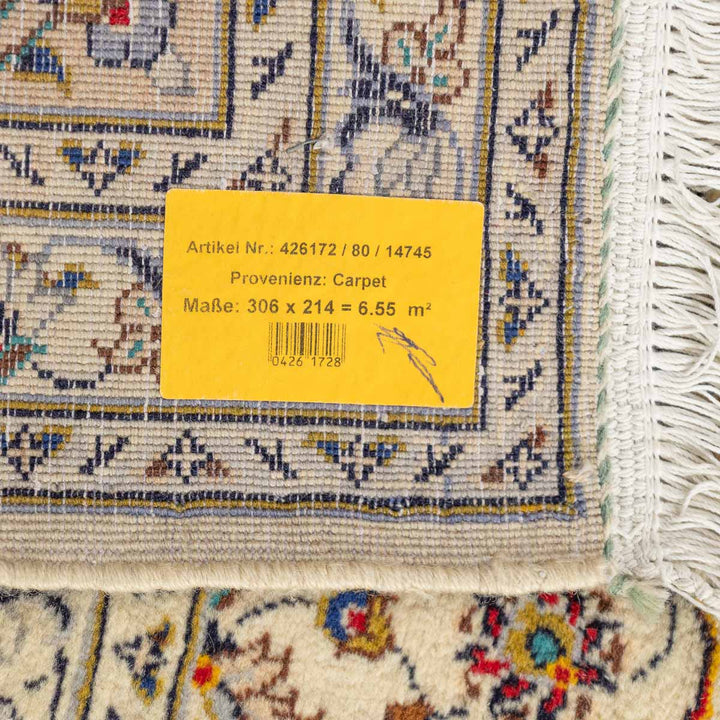 Artikel Nr.: 426172 / 80 / 14745
Provenienz: Carpet
Maße: 306 x 214 = 6.55 m²
0426 1728